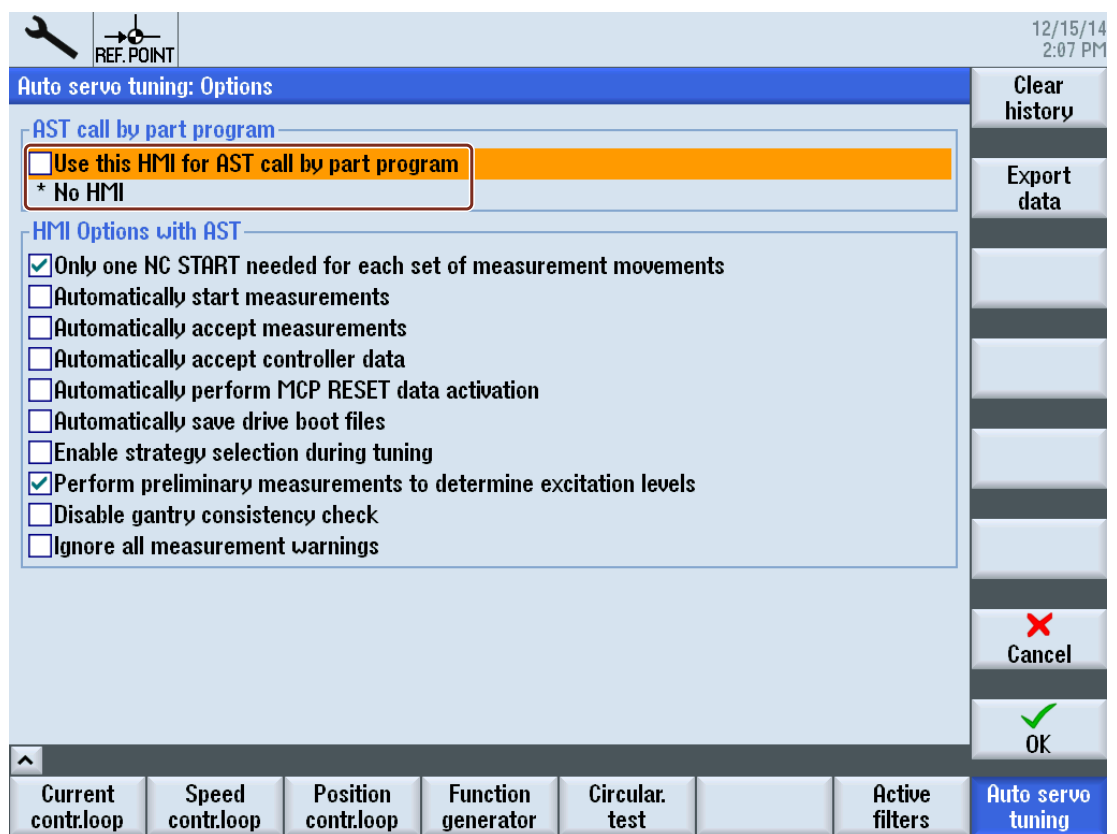 12/15/14
2:07 PM
REF. POINT
Auto servo tuning: Options
Clear
history
AST call by part program
Use this HMI for AST call by part program
* No HMI
Export
data
HMI Options with AST
Only one NC START needed for each set of measurement movements
Automatically start measurements
Automatically accept measurements
Automatically accept controller data
Automatically perform MCP RESET data activation
Automatically save drive boot files
Enable strategy selection during tuning
Perform preliminary measurements to determine excitation levels
Disable gantry consistency check
Ignore all measurement warnings
Cancel
OK
Current
contr.loop
Speed
contr.loop
Position
contr.loop
Function
generator
Circular.
test
Active
filters
Auto servo
tuning